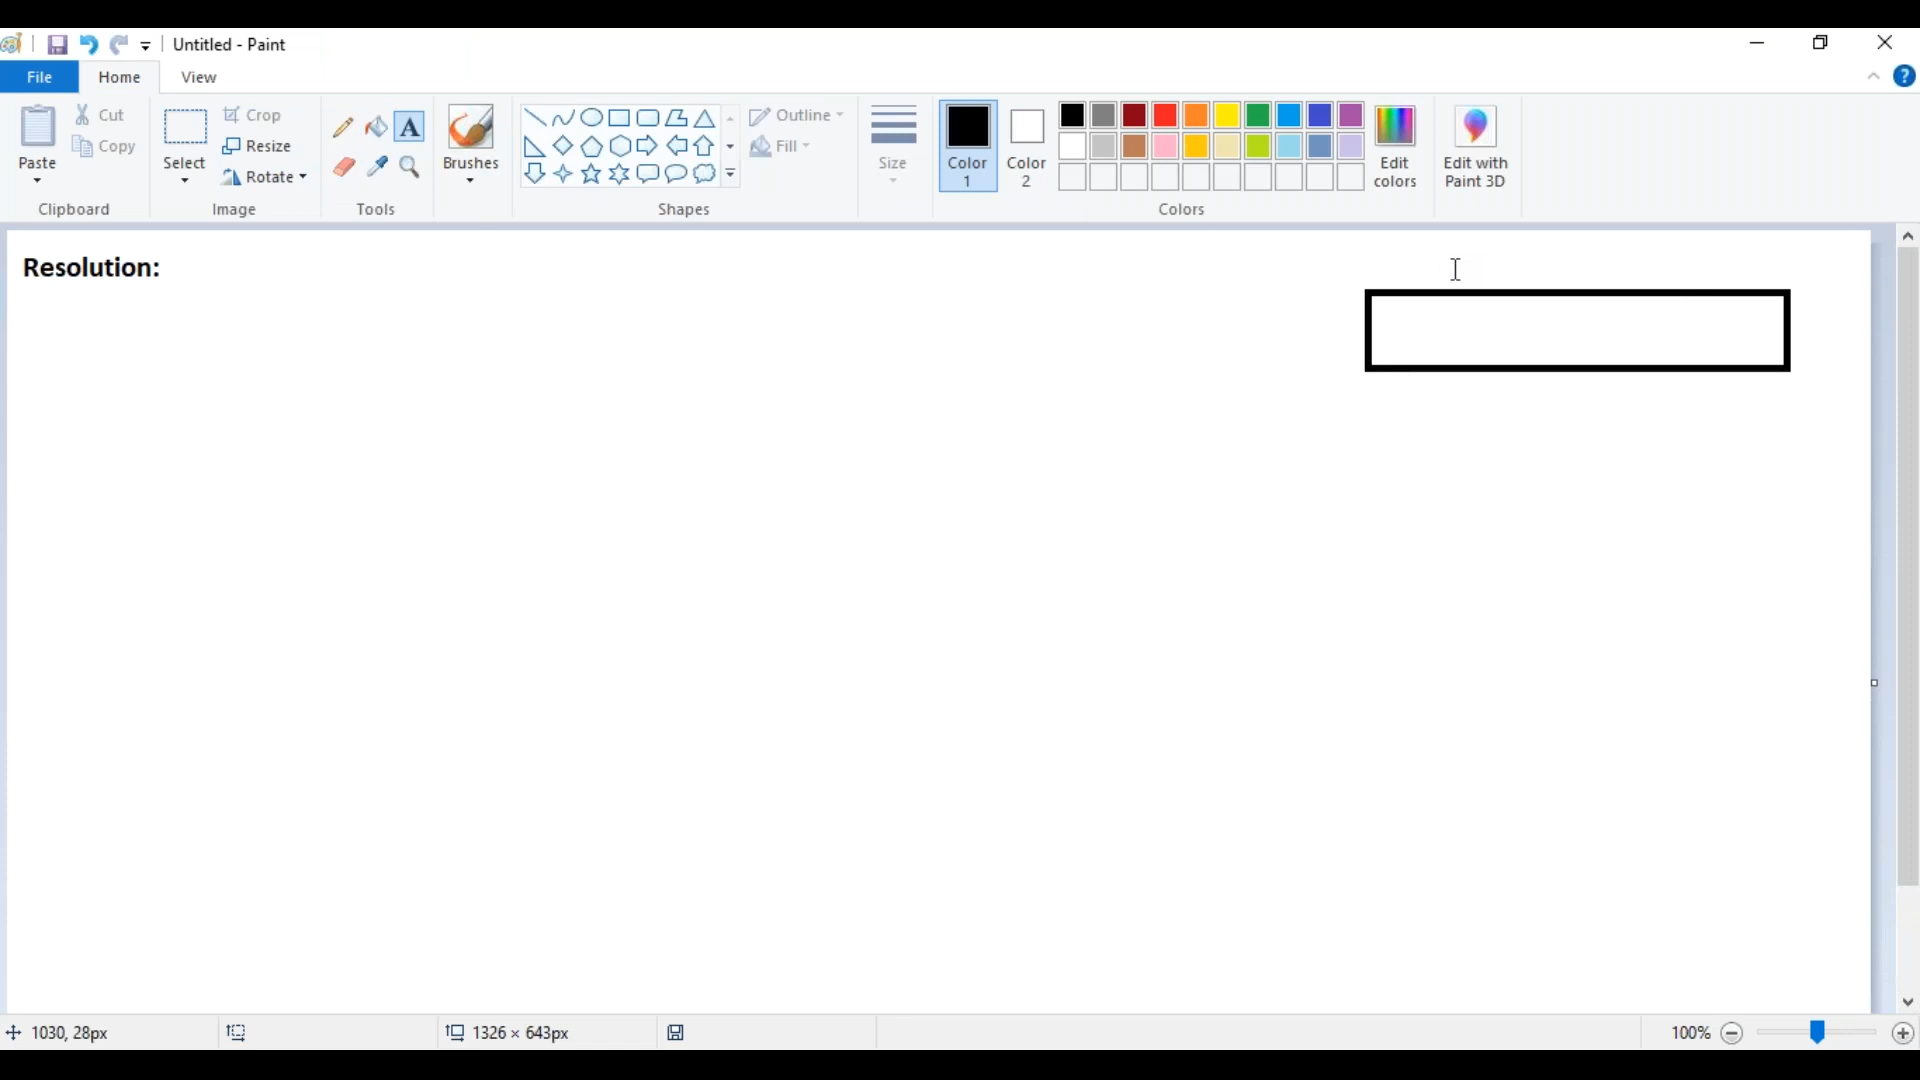 Untitled - Paint
File Home View
Paste Cut Copy Clipboard
Select Crop Resize Rotate Image
A
Tools
Brushes
Shapes
Outline Fill
Size
Color 1
Color 2
Colors
Edit colors
Edit with Paint 3D
?
Resolution:
1030, 28px
1326 × 643px
100%